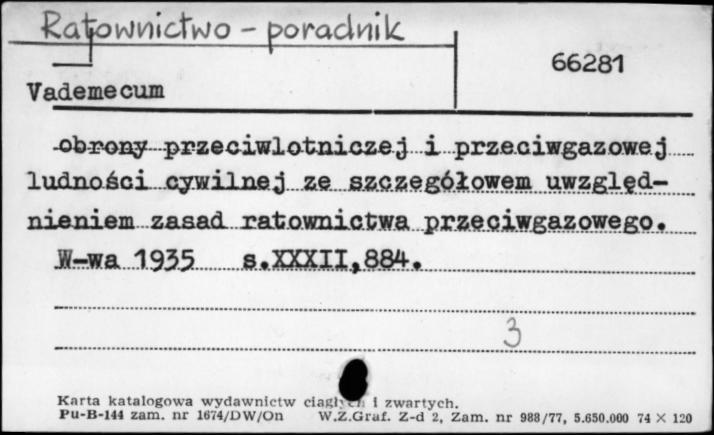 Ratownictwo - poradnik
66281
Vademecum
obrony przeciwlotniczej i przeciwgazowej
ludności cywilnej ze szczegółowem uwzględ-
nieniem zasad ratownictwa przeciwgazowego.
W-wa 1935 s.XXXII,884.
3
Karta katalogowa wydawnictw ciągłych i zwartych.
Pu-B-144 zam. nr 1674/DW/On W.Z.Graf. Z-d 2, Zam. nr 988/77, 5.650.000 74 × 120